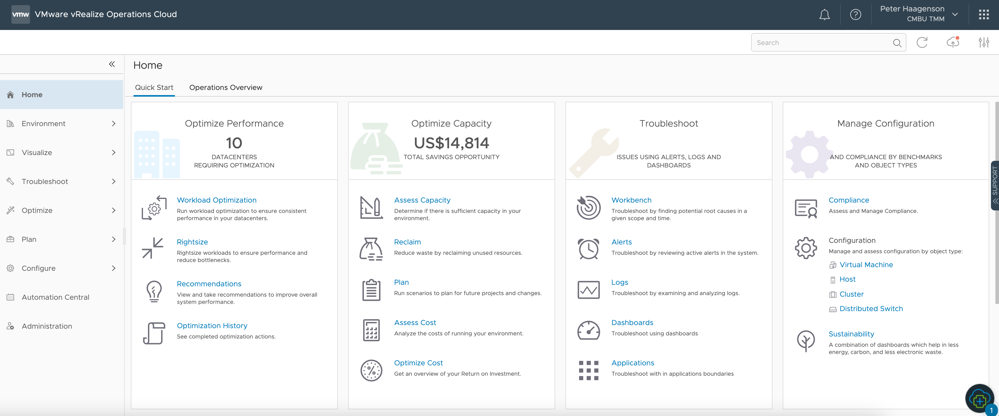 vmw VMware vRealize Operations Cloud
Peter Haagenson
CMBU TMM
Search
Home
Environment
Visualize
Troubleshoot
Optimize
Plan
Configure
Automation Central
Administration
Home
Quick Start Operations Overview
Optimize Performance
10
DATACENTERS
REQUIRING OPTIMIZATION
Workload Optimization
Run workload optimization to ensure consistent
performance in your datacenters.
Rightsize
Rightsize workloads to ensure performance and
reduce bottlenecks.
Recommendations
View and take recommendations to improve overall
system performance.
Optimization History
See completed optimization actions.
Optimize Capacity
US$14,814
TOTAL SAVINGS OPPORTUNITY
Assess Capacity
Determine if there is sufficient capacity in your
environment.
Reclaim
Reduce waste by reclaiming unused resources.
Plan
Run scenarios to plan for future projects and changes.
Assess Cost
Analyze the costs of running your environment.
Optimize Cost
Get an overview of your Return on Investment.
Troubleshoot
ISSUES USING ALERTS, LOGS AND
DASHBOARDS
Workbench
Troubleshoot by finding potential root causes in a
given scope and time.
Alerts
Troubleshoot by reviewing active alerts in the system.
Logs
Troubleshoot by examining and analyzing logs.
Dashboards
Troubleshoot using dashboards
Applications
Troubleshoot with in applications boundaries
Manage Configuration
AND COMPLIANCE BY BENCHMARKS
AND OBJECT TYPES
Compliance
Assess and Manage Compliance.
Configuration
Manage and assess configuration by object type:
Virtual Machine
Host
Cluster
Distributed Switch
Sustainability
A combination of dashboards which help in less
energy, carbon, and less electronic waste.
SUPPORT
1